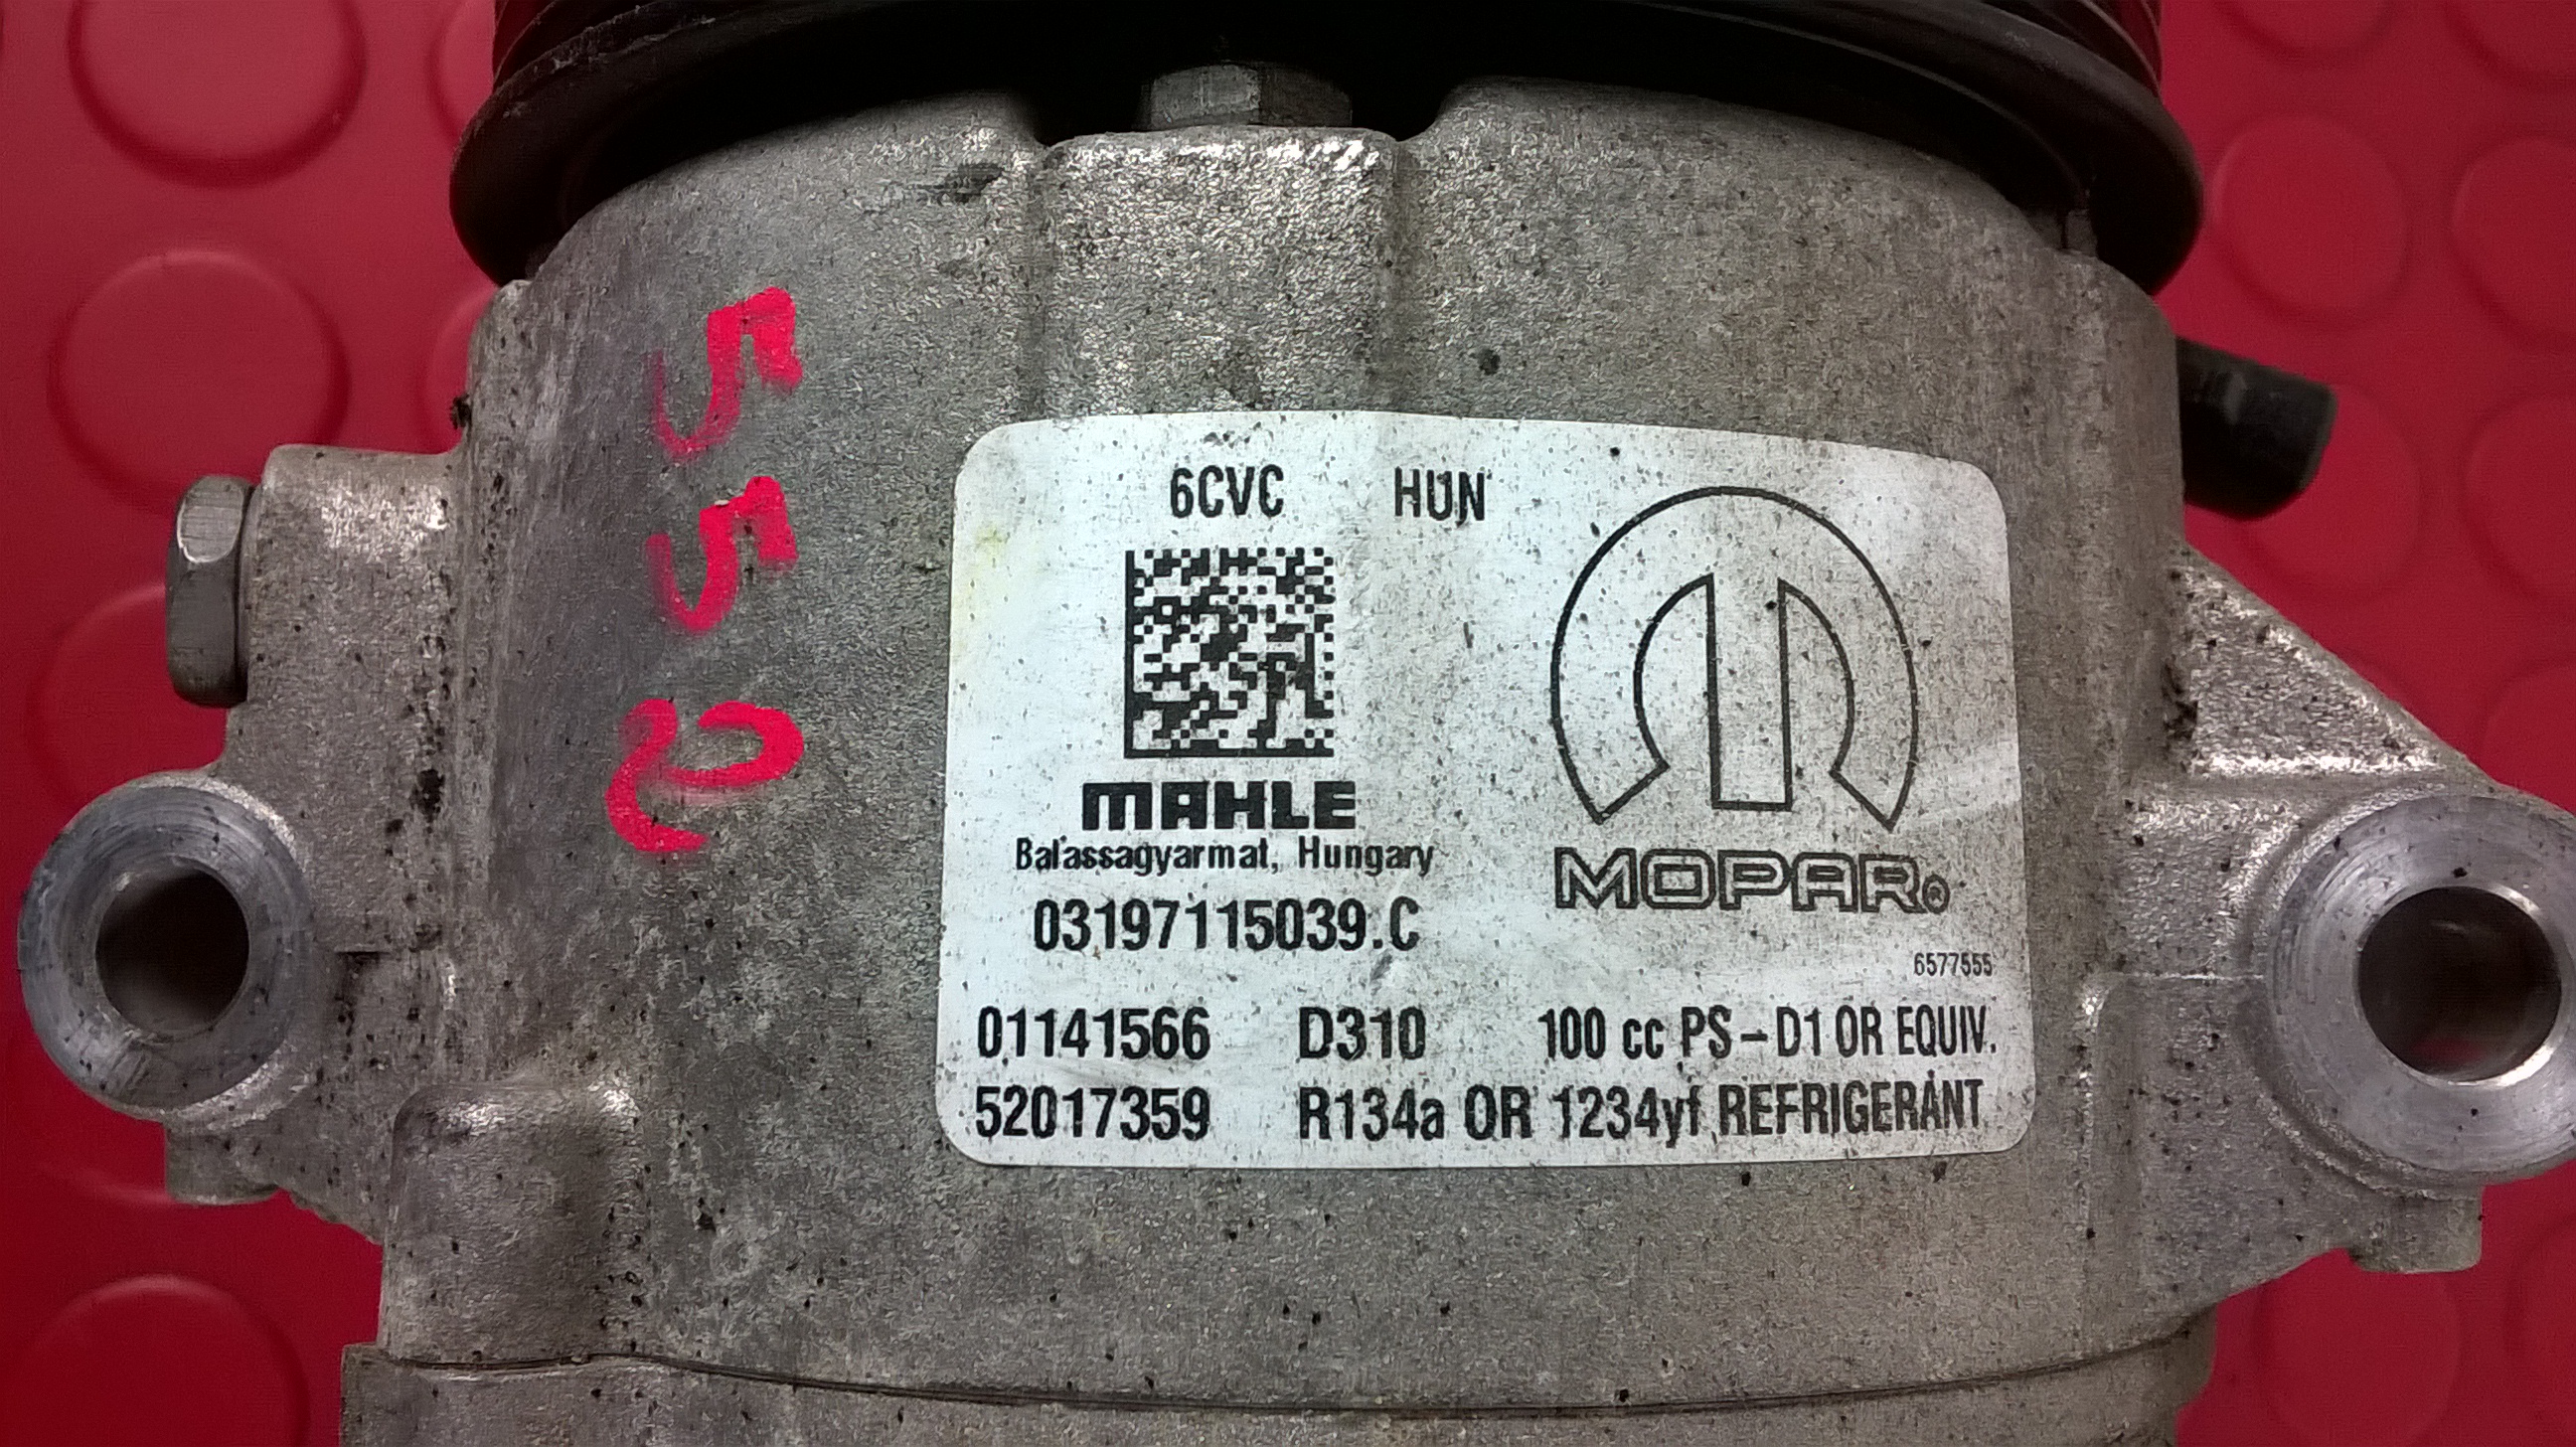 6CVC HUN
MAHLE
Balassagyarmat, Hungary
03197115039.C
MOPAR®
6577555
01141566 D310 100 cc PS-D1 OR EQUIV.
52017359 R134a OR 1234yf REFRIGERANT